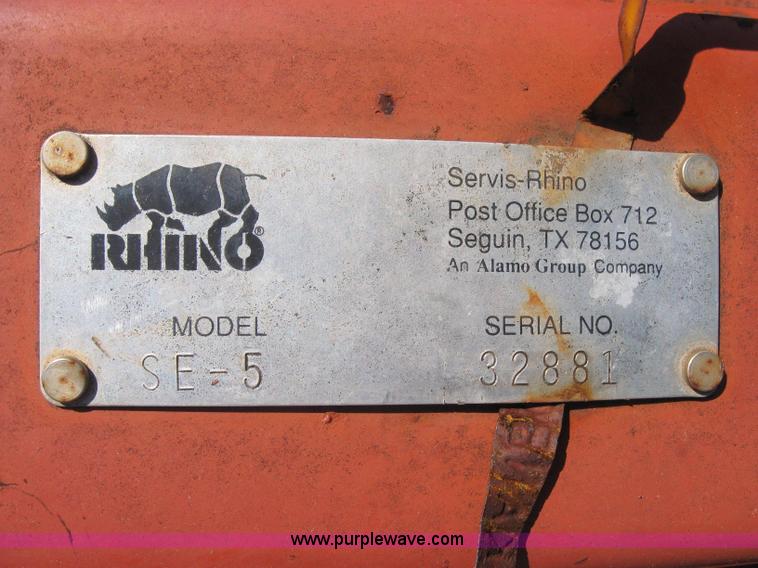 RHINO®
Servis-Rhino
Post Office Box 712
Seguin, TX 78156
An Alamo Group Company
MODEL
SE-5
SERIAL NO.
32881
www.purplewave.com